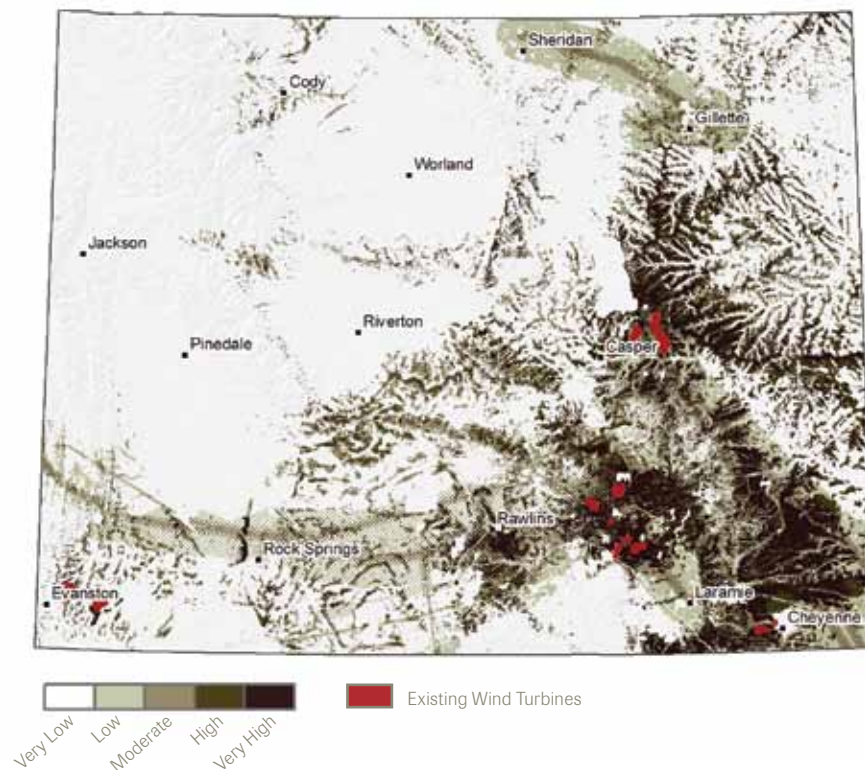 Sheridan
Cody
Gillette
Worland
Jackson
Riverton
Pinedale
Casper
Rawlins
Rock Springs
Evanston
Laramie
Cheyenne
Very Low
Low
Moderate
High
Very High
Existing Wind Turbines